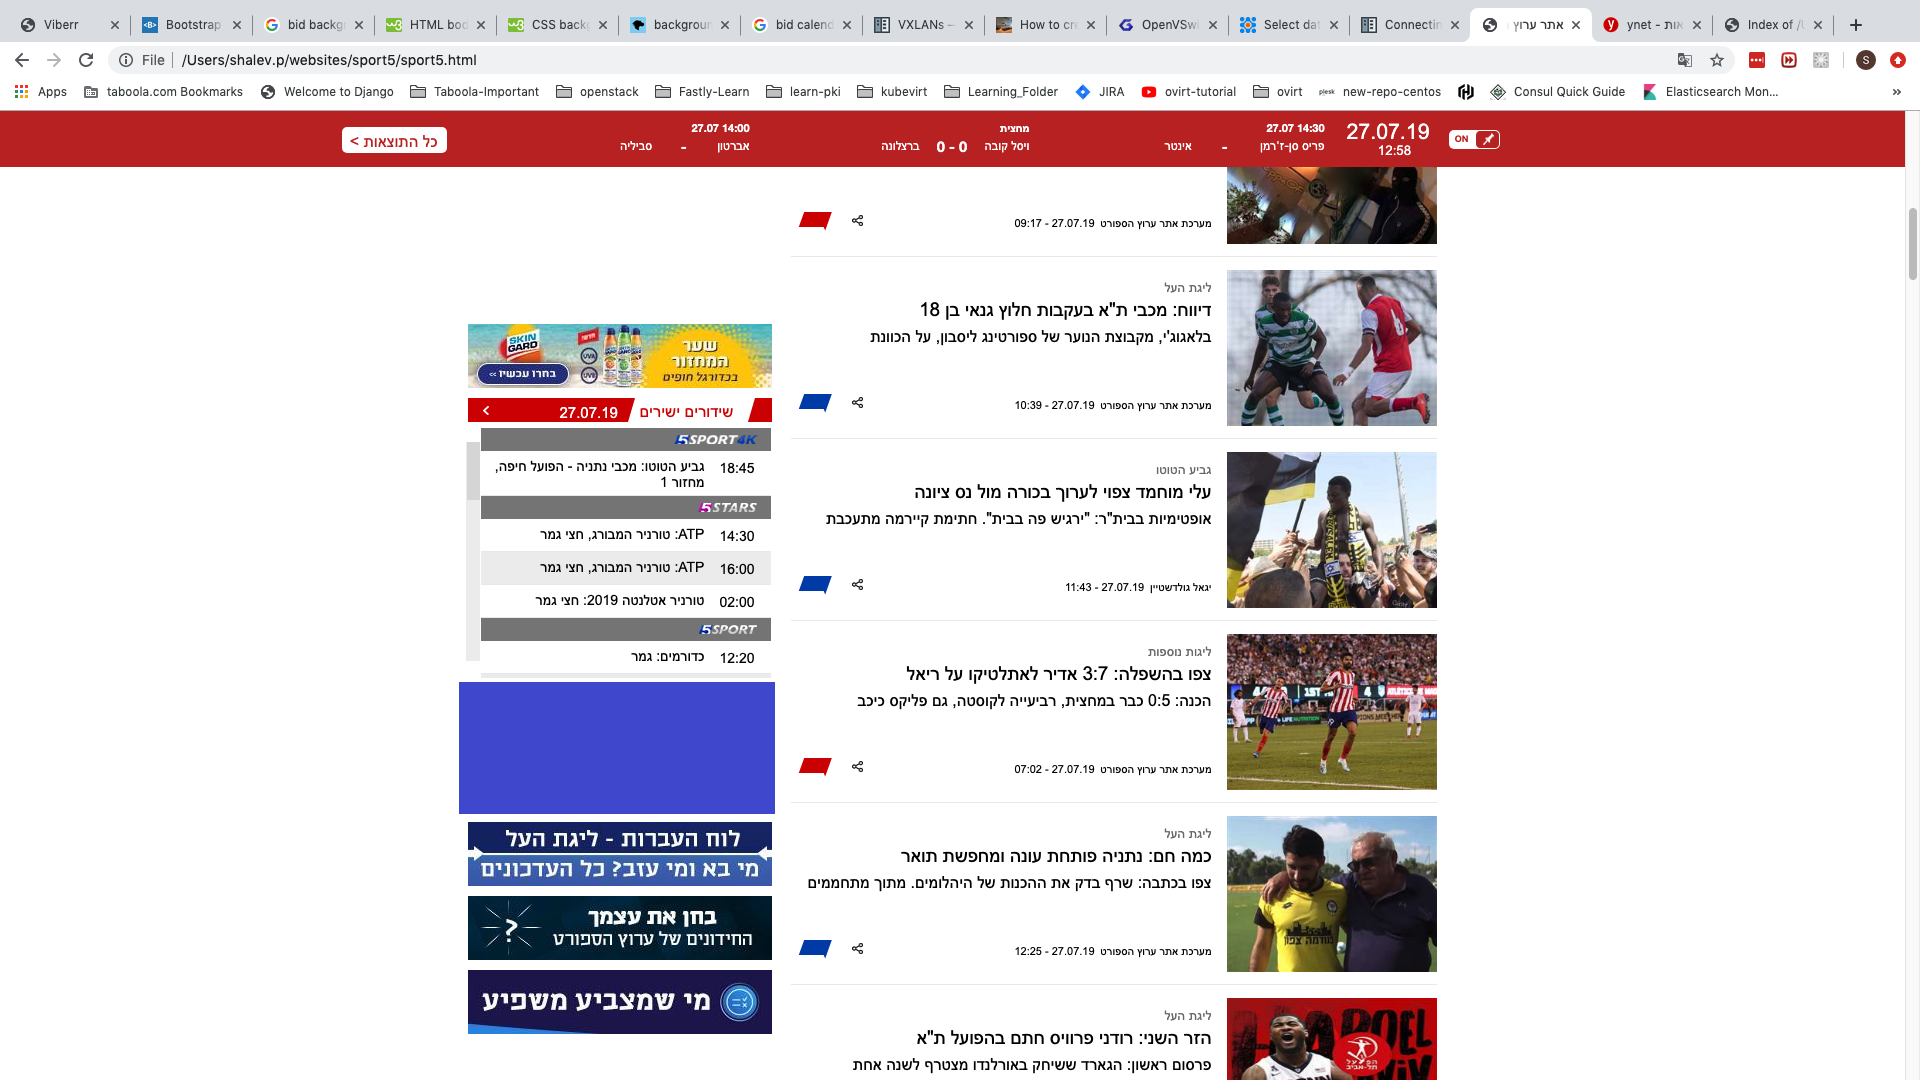 Viberr
Bootstrap
bid backgr
HTML bod
CSS backg
backgroun
bid calend
VXLANs –
How to cre
OpenVSwi
Select dat
Connectin
אתר ערוץ
ynet - אות
Index of /U
File
/Users/shalev.p/websites/sport5/sport5.html
S
Apps
taboola.com Bookmarks
Welcome to Django
Taboola-Important
openstack
Fastly-Learn
learn-pki
kubevirt
Learning_Folder
JIRA
ovirt-tutorial
ovirt
plesk
new-repo-centos
Consul Quick Guide
Elasticsearch Mon...
»
ON
27.07.19
12:58
27.07 14:30
פריס סן-ז'רמן - אינטר
מחצית
ויסל קובה 0 - 0 ברצלונה
27.07 14:00
אברטון - סביליה
כל התוצאות >
מערכת אתר ערוץ הספורט 27.07.19 - 09:17
ליגת העל
דיווח: מכבי ת"א בעקבות חלוץ גנאי בן 18
בלאגוג'י, מקבוצת הנוער של ספורטינג ליסבון, על הכוונת
מערכת אתר ערוץ הספורט 27.07.19 - 10:39
גביע הטוטו
עלי מוחמד צפוי לערוך בכורה מול נס ציונה
אופטימיות בבית"ר: "ירגיש פה בבית". חתימת קיירמה מתעכבת
יגאל גולדשטיין 27.07.19 - 11:43
ליגות נוספות
צפו בהשפלה: 3:7 אדיר לאתלטיקו על ריאל
הכנה: 0:5 כבר במחצית, רביעייה לקוסטה, גם פליקס כיכב
מערכת אתר ערוץ הספורט 27.07.19 - 07:02
ליגת העל
כמה חם: נתניה פותחת עונה ומחפשת תואר
צפו בכתבה: שרף בדק את ההכנות של היהלומים. מתוך מתחממים
מערכת אתר ערוץ הספורט 27.07.19 - 12:25
ליגת העל
הזר השני: רודני פרוויס חתם בהפועל ת"א
פרסום ראשון: הגארד ששיחק באורלנדו מצטרף לשנה אחת
SKIN GARD
UVA
UVB
שער
המחזור
בכדורגל חופים
בחרו עכשיו >>
שידורים ישירים
27.07.19
5SPORT4K
18:45 גביע הטוטו: מכבי נתניה - הפועל חיפה,
מחזור 1
5STARS
14:30 ATP: טורניר המבורג, חצי גמר
16:00 ATP: טורניר המבורג, חצי גמר
02:00 טורניר אטלנטה 2019: חצי גמר
5SPORT
12:20 כדורמים: גמר
לוח העברות - ליגת העל
מי בא ומי עזב? כל העדכונים
בחן את עצמך
החידונים של ערוץ הספורט
?
מי שמצביע משפיע